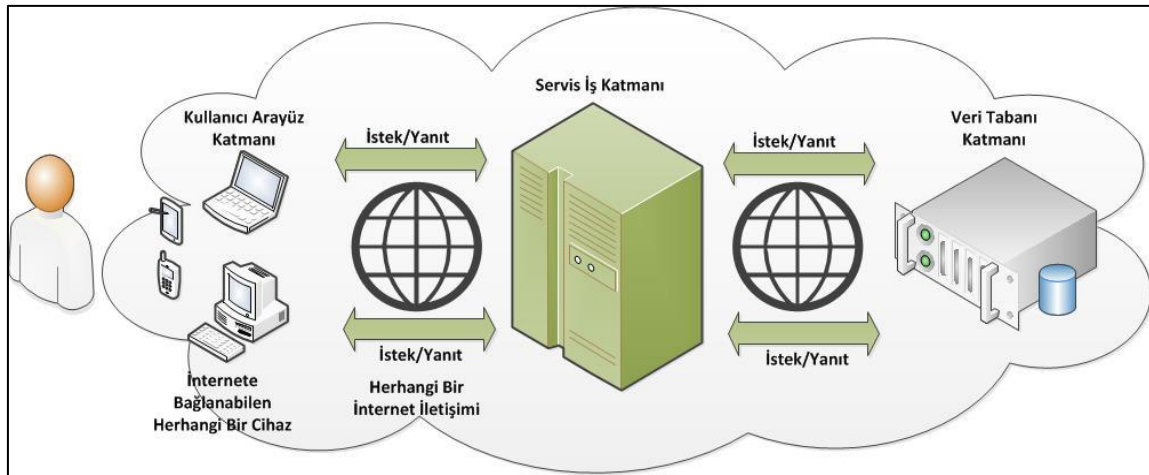 Kullanıcı Arayüz
Katmanı
İstek/Yanıt
Servis İş Katmanı
İstek/Yanıt
Veri Tabanı
Katmanı
İnternete
Bağlanabilen
Herhangi Bir Cihaz
İstek/Yanıt
Herhangi Bir
İnternet İletişimi
İstek/Yanıt